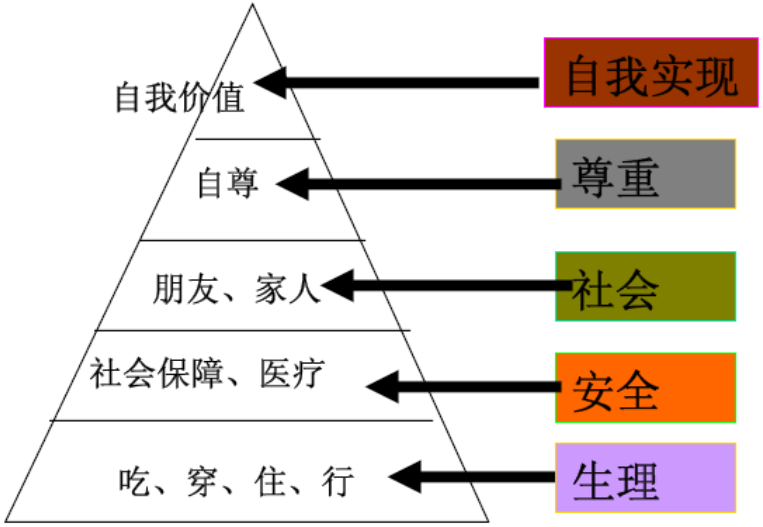 自我价值
自我实现
自尊
尊重
朋友、家人
社会
社会保障、医疗
安全
吃、穿、住、行
生理